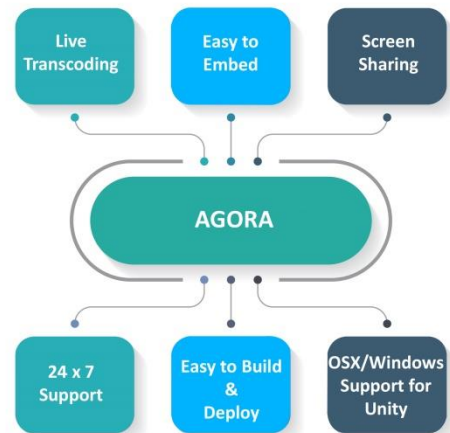 Live
Transcoding
Easy to
Embed
Screen
Sharing
AGORA
24 x 7
Support
Easy to Build
&
Deploy
OSX/Windows
Support for
Unity